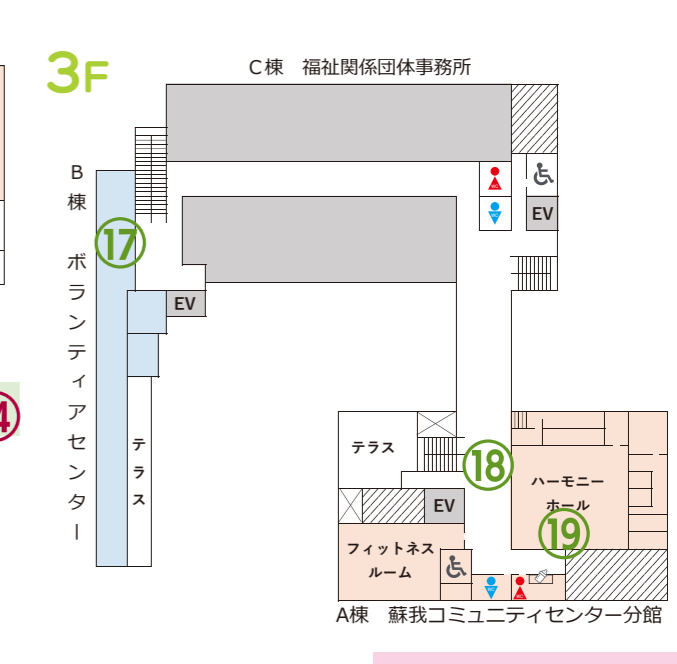 3F
C棟 福祉関係団体事務所
B棟 ボランティアセンター
⑰
EV
EV
テラス
テラス
⑱
ハーモニー
ホール
EV
⑲
フィットネス
ルーム
A棟 蘇我コミュニティセンター分館